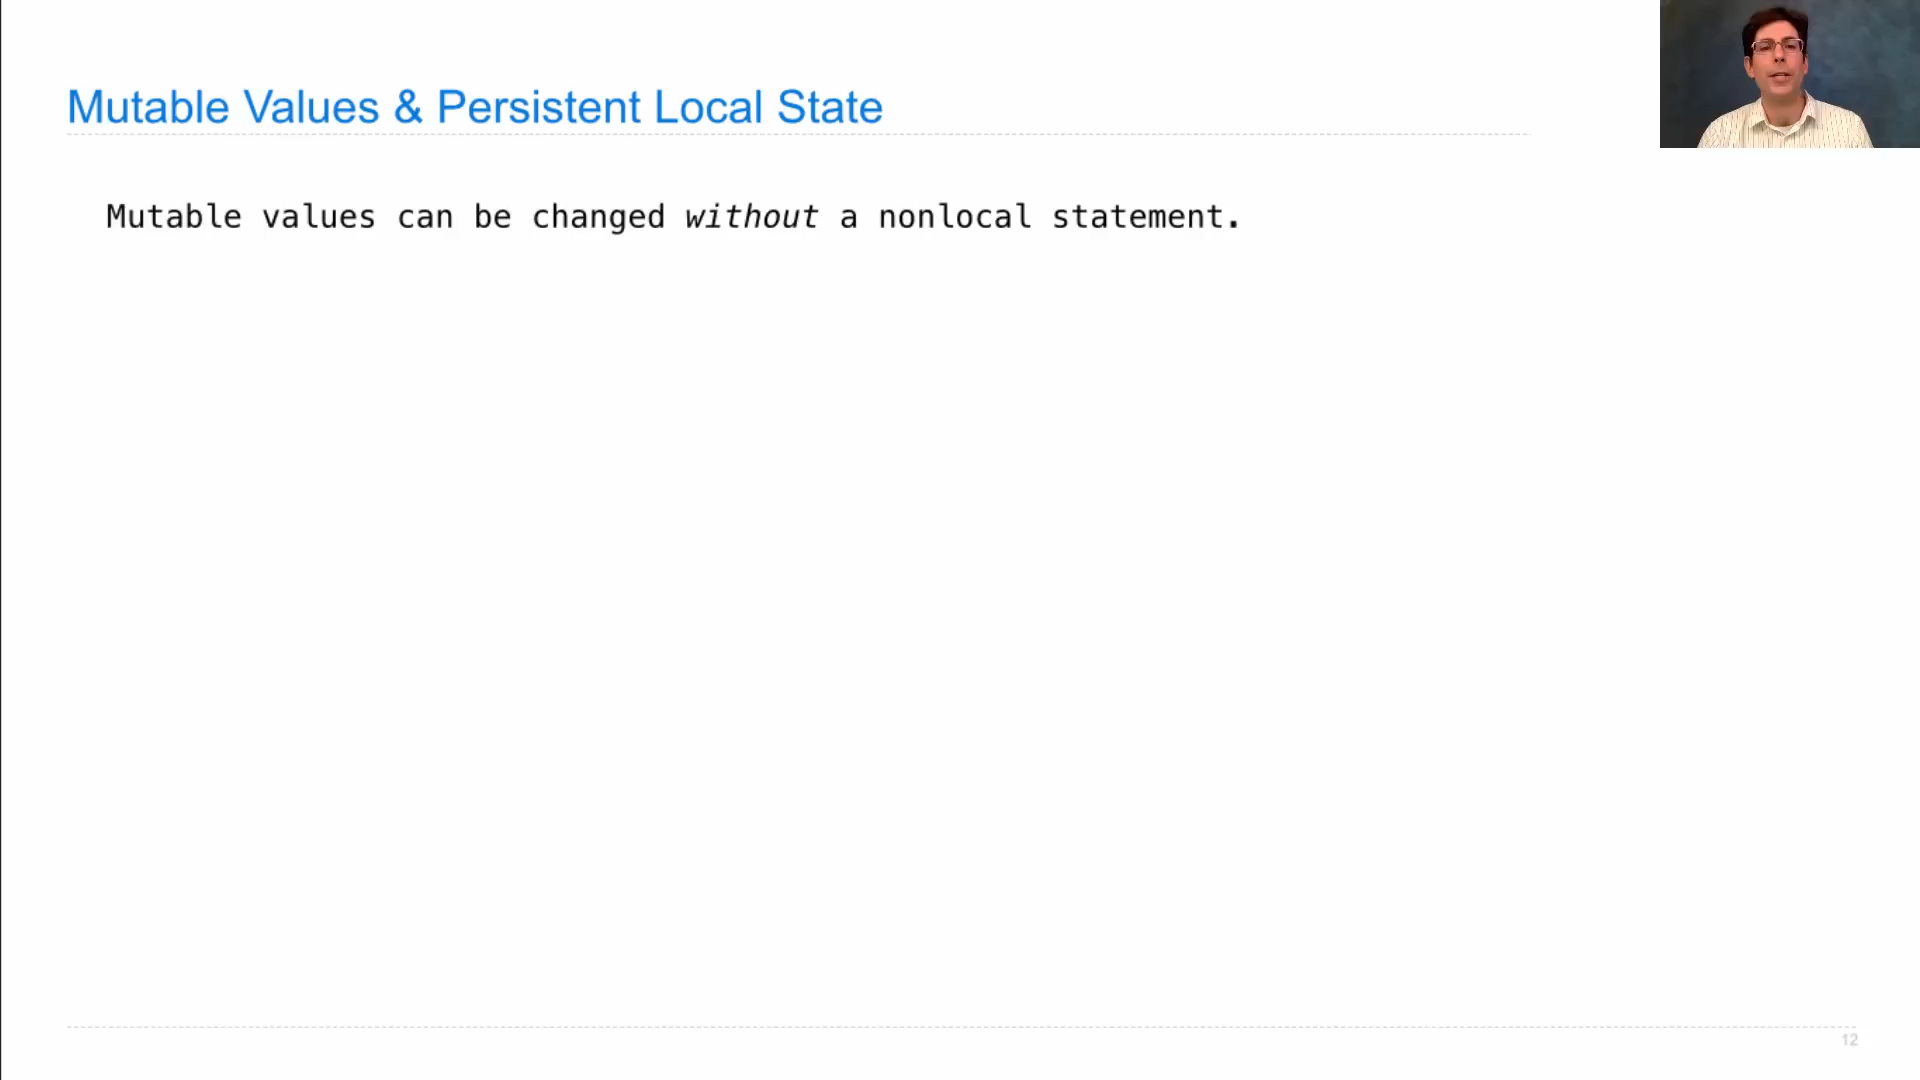 Mutable Values & Persistent Local State
Mutable values can be changed without a nonlocal statement.
12